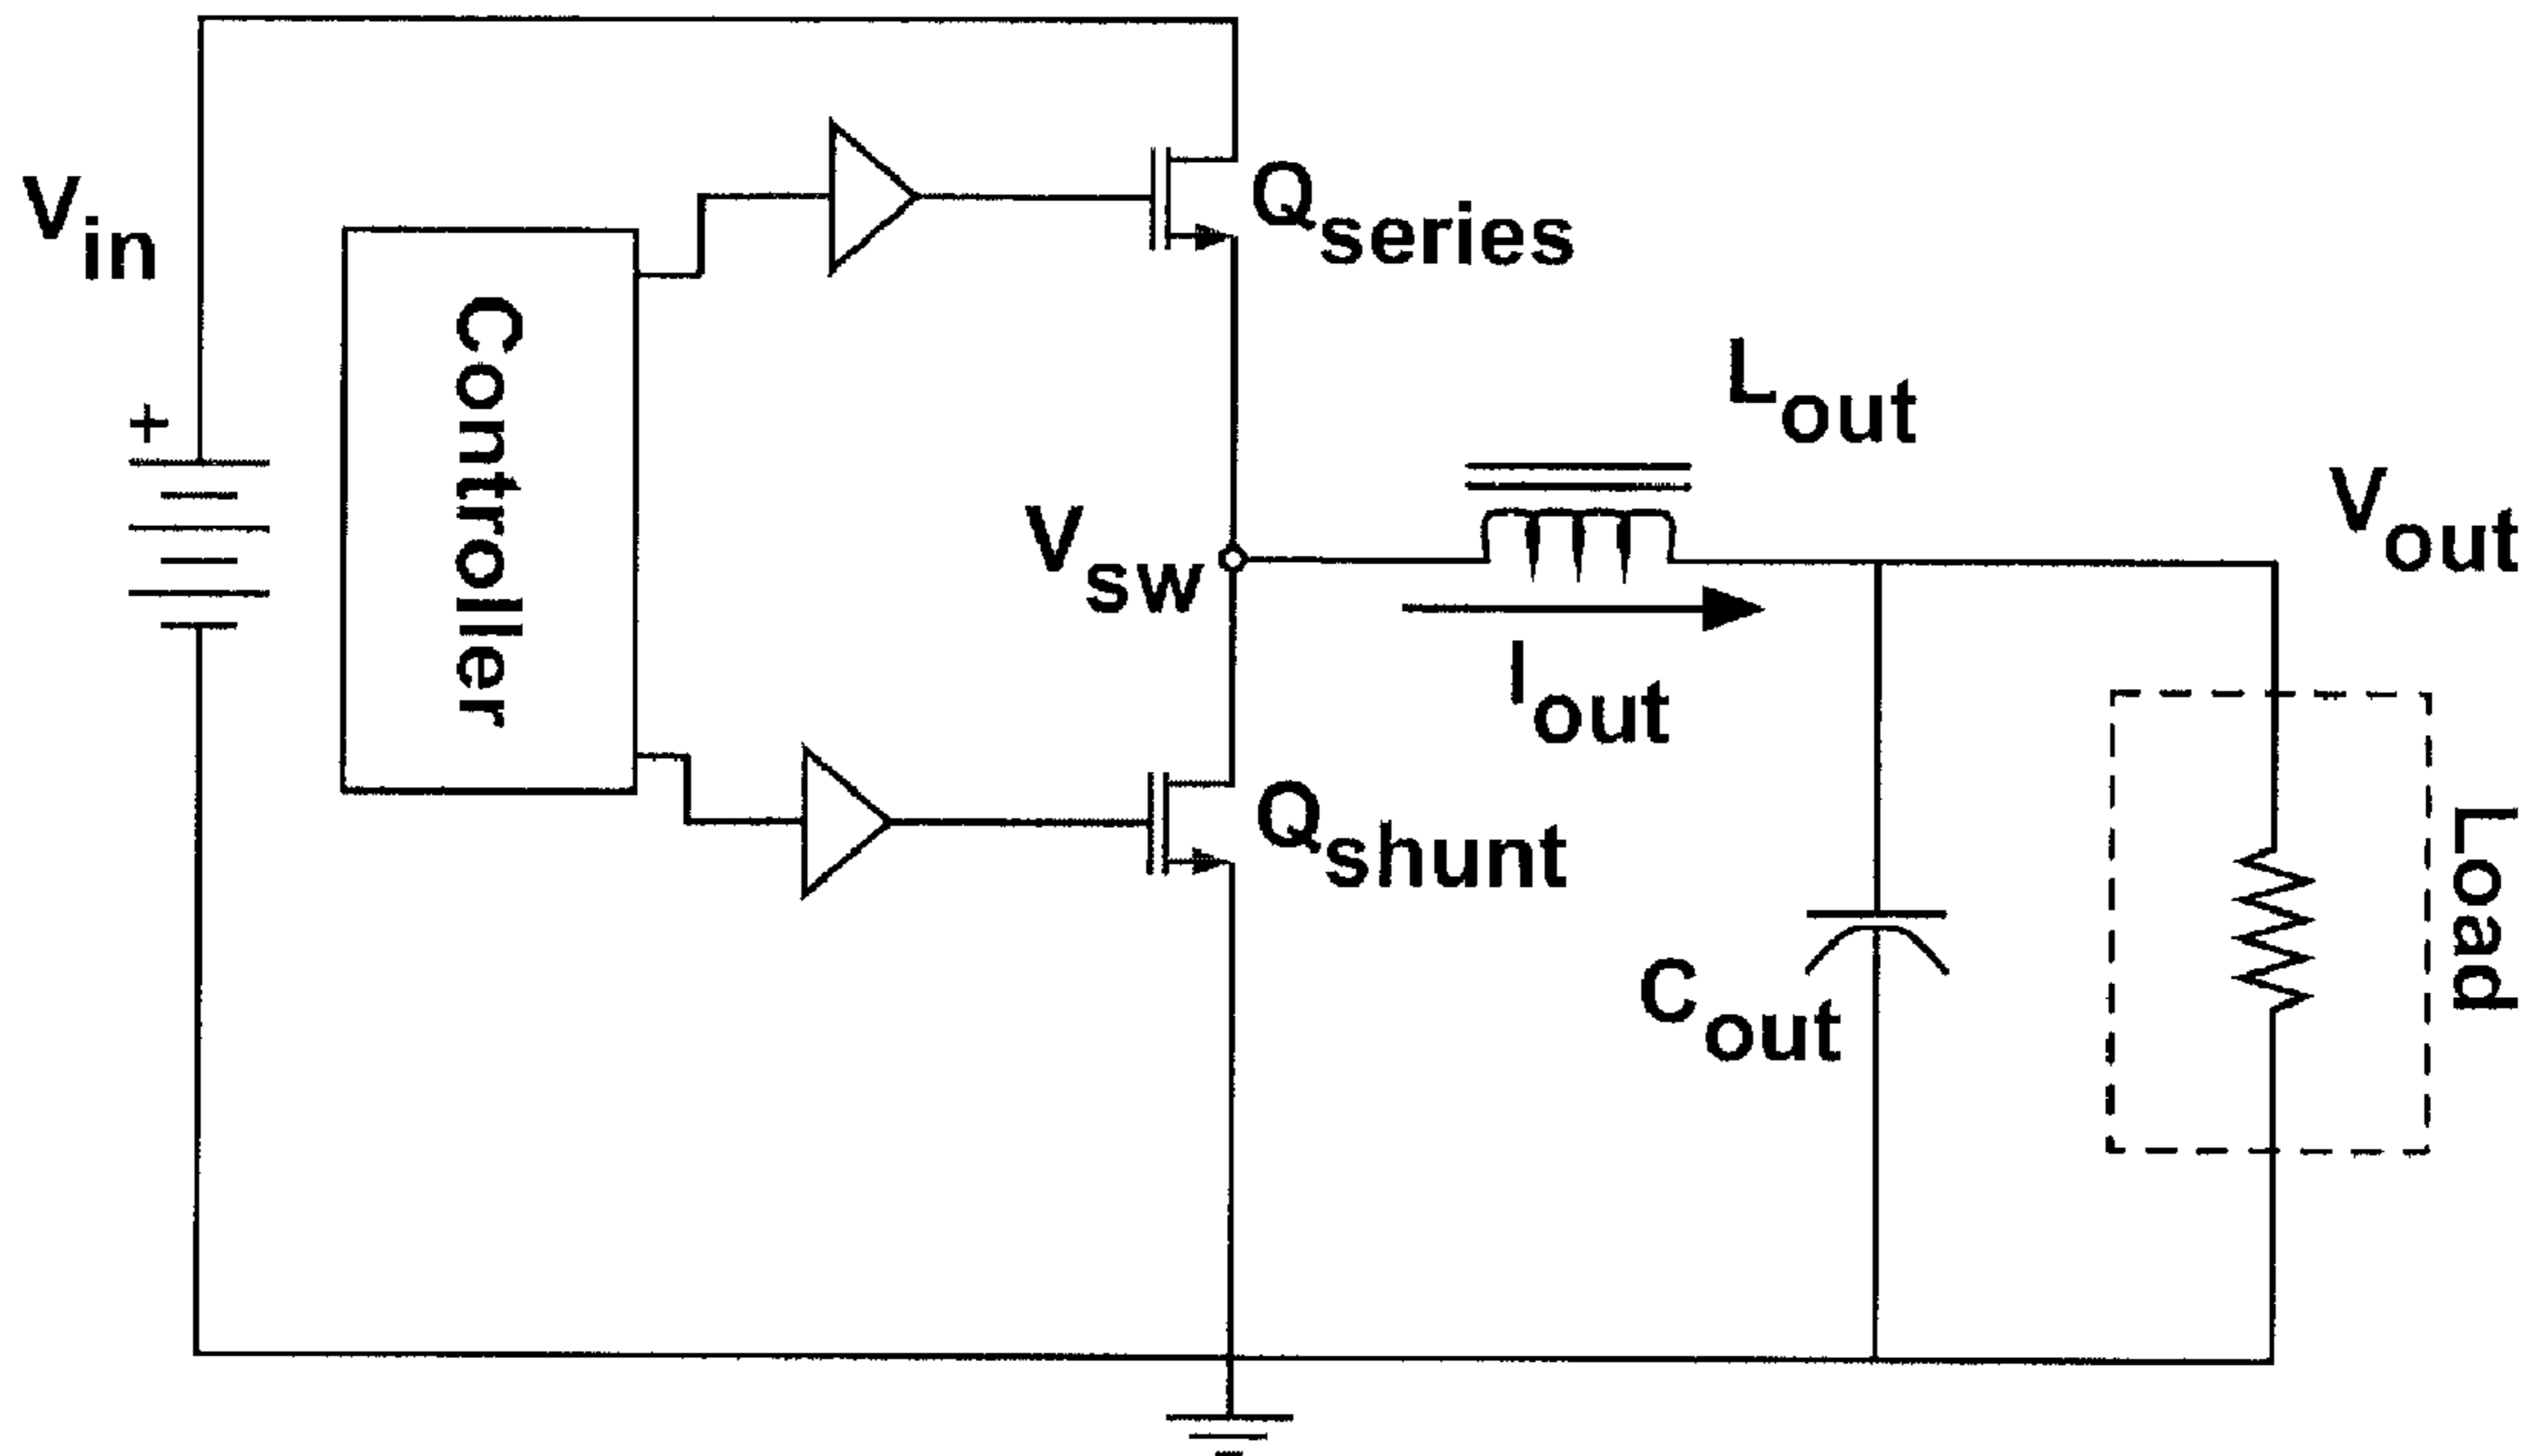 Vin
+
Controller
Qseries
Vsw
Lout
Iout
Vout
Qshunt
Cout
Load